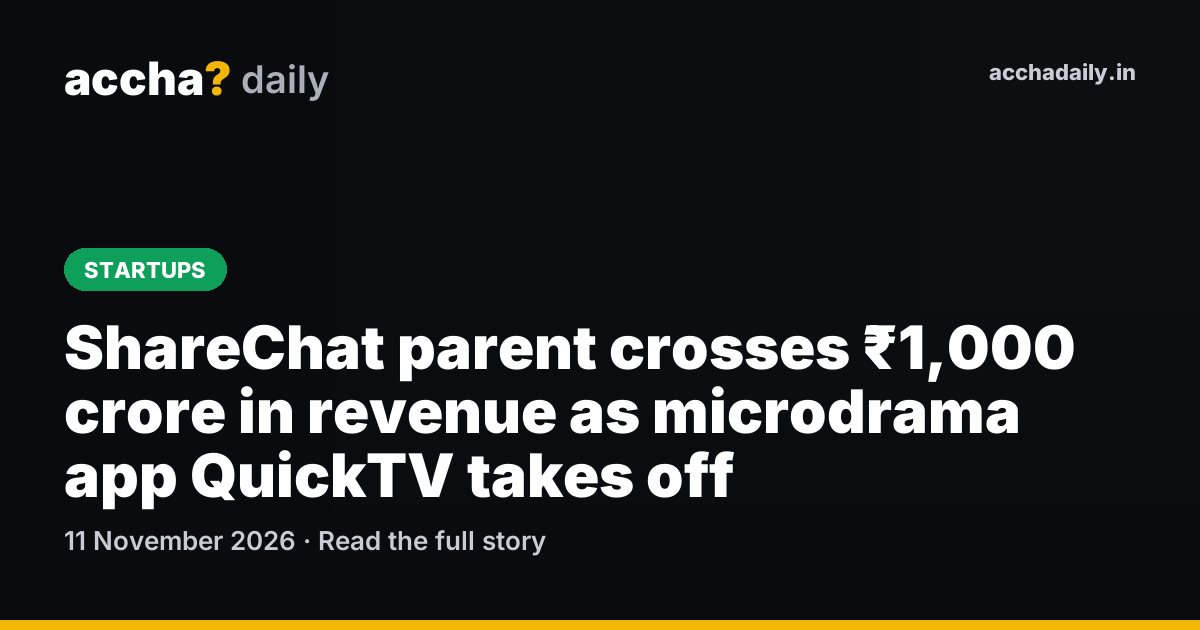 accha? daily
acchadaily.in
STARTUPS
ShareChat parent crosses ₹1,000
crore in revenue as microdrama
app QuickTV takes off
11 November 2026 · Read the full story